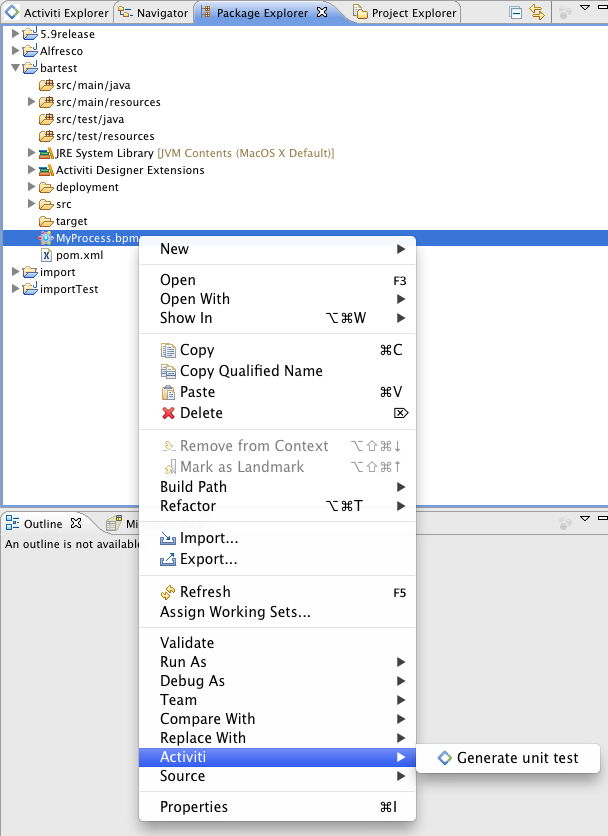 Activiti Explorer Navigator Package Explorer Project Explorer
5.9release
Alfresco
bartest
src/main/java
src/main/resources
src/test/java
src/test/resources
JRE System Library [JVM Contents (MacOS X Default)]
Activiti Designer Extensions
deployment
src
target
MyProcess.bpm
pom.xml
import
importTest
New
Open F3
Open With
Show In ⌥⌘W
Copy ⌘C
Copy Qualified Name
Paste ⌘V
Delete ⌦
Remove from Context ⌥⇧⌘↓
Mark as Landmark ⌥⇧⌘↑
Build Path
Refactor ⌥⌘T
Outline Mi
An outline is not available
Import...
Export...
Refresh F5
Assign Working Sets...
Validate
Run As
Debug As
Team
Compare With
Replace With
Activiti
Generate unit test
Source
Properties ⌘I